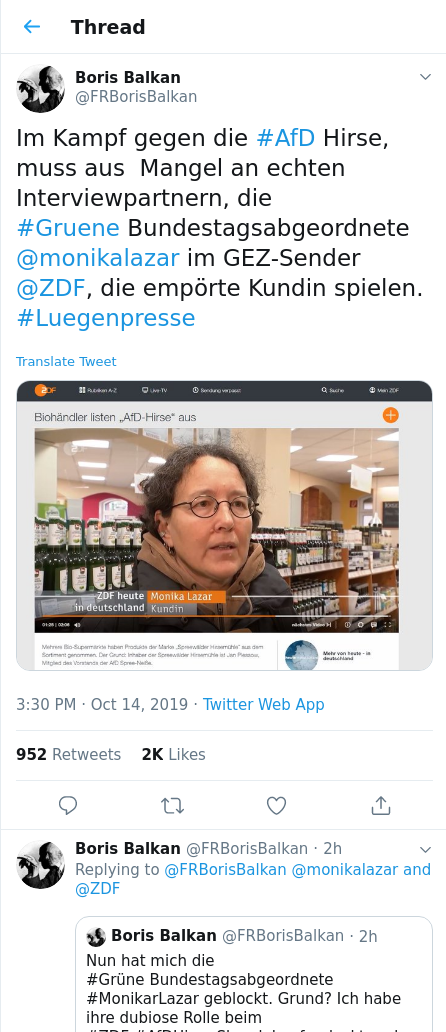 Thread
Boris Balkan
@FRBorisBalkan
Im Kampf gegen die #AfD Hirse,
muss aus  Mangel an echten
Interviewpartnern, die
#Gruene Bundestagsabgeordnete
@monikalazar im GEZ-Sender
@ZDF, die empörte Kundin spielen.
#Luegenpresse
Translate Tweet
ZDF Rubriken A-Z Live-TV Sendung verpasst Suche Mein ZDF
Biohändler listen „AfD-Hirse“ aus
ZDF heute Monika Lazar
in deutschland Kundin
01:25 | 02:05 nächstes Video
Mehrere Bio-Supermärkte haben Produkte der Marke „Spreewälder Hirsemühle“ aus dem
Sortiment genommen. Der Grund: Inhaber der Spreewälder Hirsemühle ist Jan Plessow,
Mitglied des Vorstands der AfD Spree-Neiße.
Mehr von heute - in
deutschland
3:30 PM · Oct 14, 2019 · Twitter Web App
952 Retweets 2K Likes
Boris Balkan @FRBorisBalkan · 2h
Replying to @FRBorisBalkan @monikalazar and
@ZDF
Boris Balkan @FRBorisBalkan · 2h
Nun hat mich die
#Grüne Bundestagsabgeordnete
#MonikarLazar geblockt. Grund? Ich habe
ihre dubiose Rolle beim